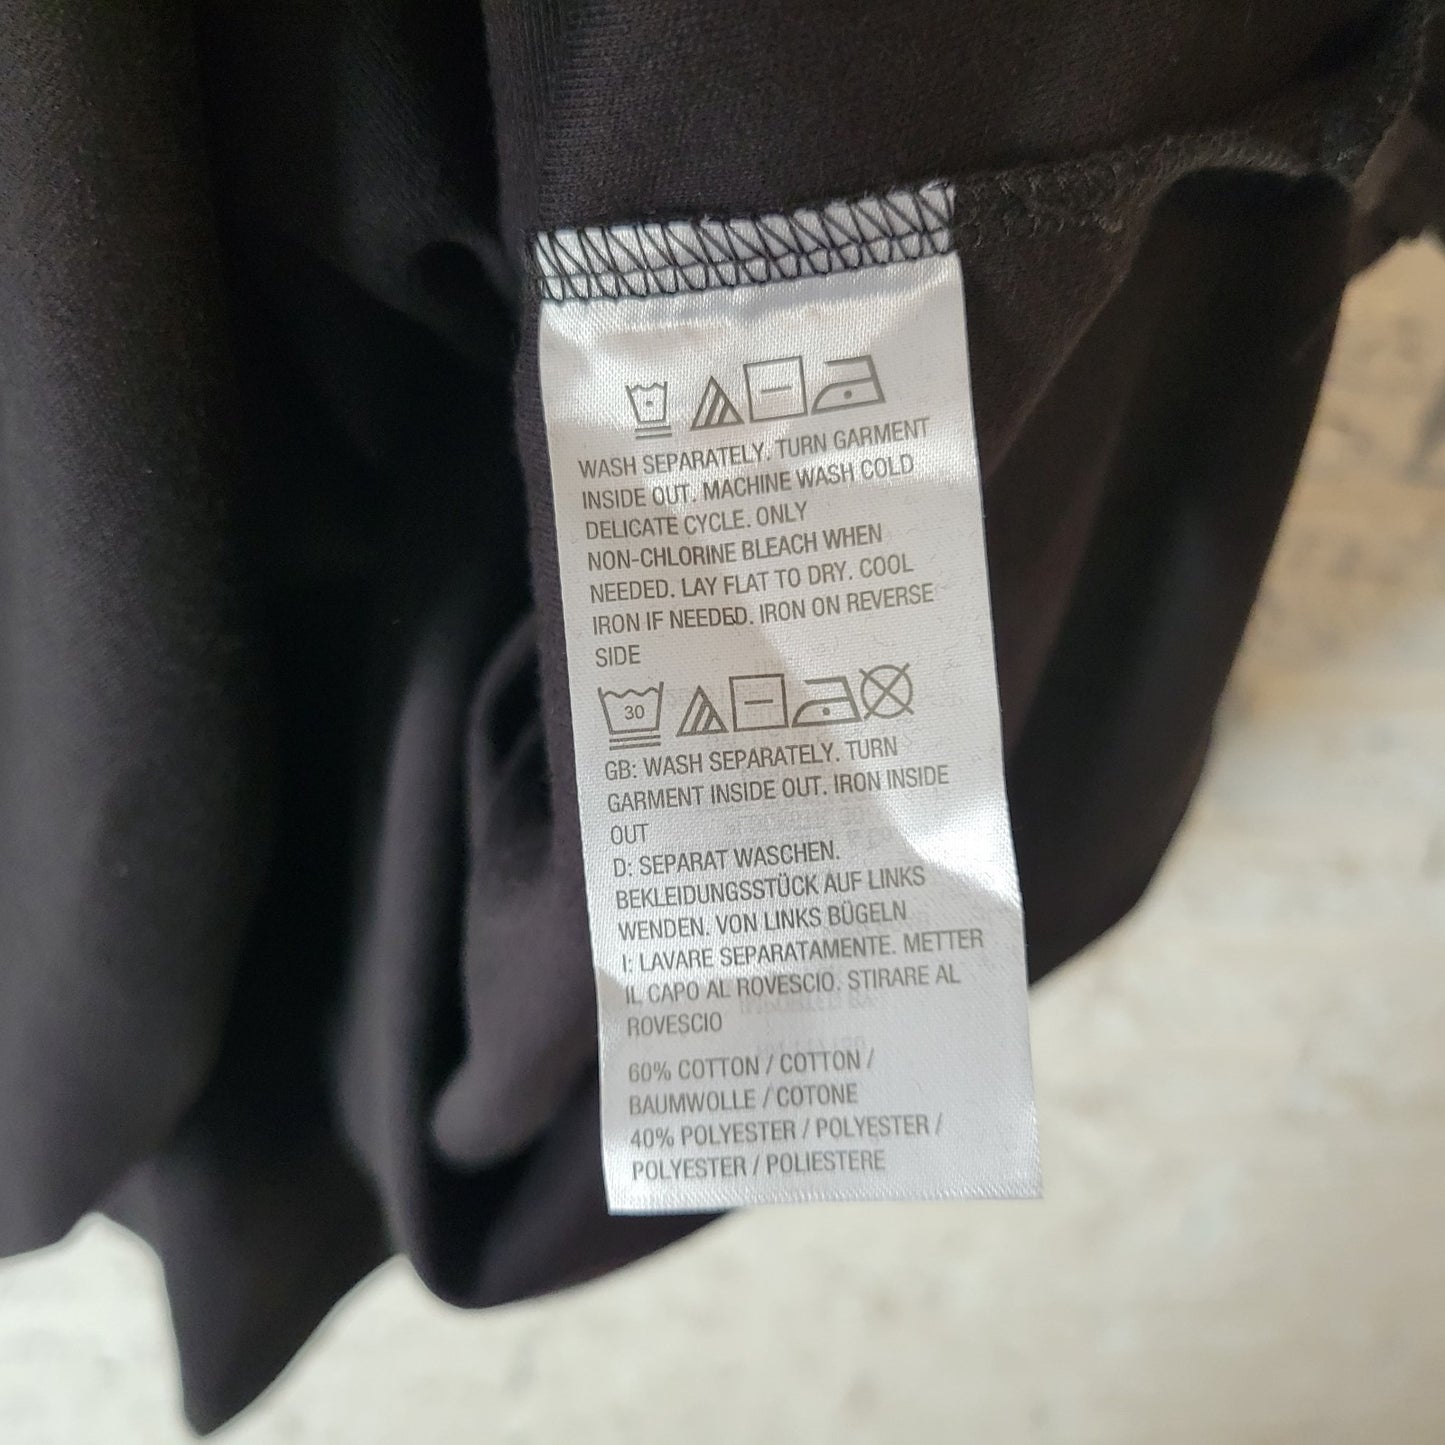 WASH SEPARATELY. TURN GARMENT
INSIDE OUT. MACHINE WASH COLD
DELICATE CYCLE. ONLY
NON-CHLORINE BLEACH WHEN
NEEDED. LAY FLAT TO DRY. COOL
IRON IF NEEDED. IRON ON REVERSE
SIDE
30
GB: WASH SEPARATELY. TURN
GARMENT INSIDE OUT. IRON INSIDE
OUT
D: SEPARAT WASCHEN.
BEKLEIDUNGSSTÜCK AUF LINKS
WENDEN. VON LINKS BÜGELN
I: LAVARE SEPARATAMENTE. METTER
IL CAPO AL ROVESCIO. STIRARE AL
ROVESCIO
60% COTTON / COTTON /
BAUMWOLLE / COTONE
40% POLYESTER / POLYESTER /
POLYESTER / POLIESTERE